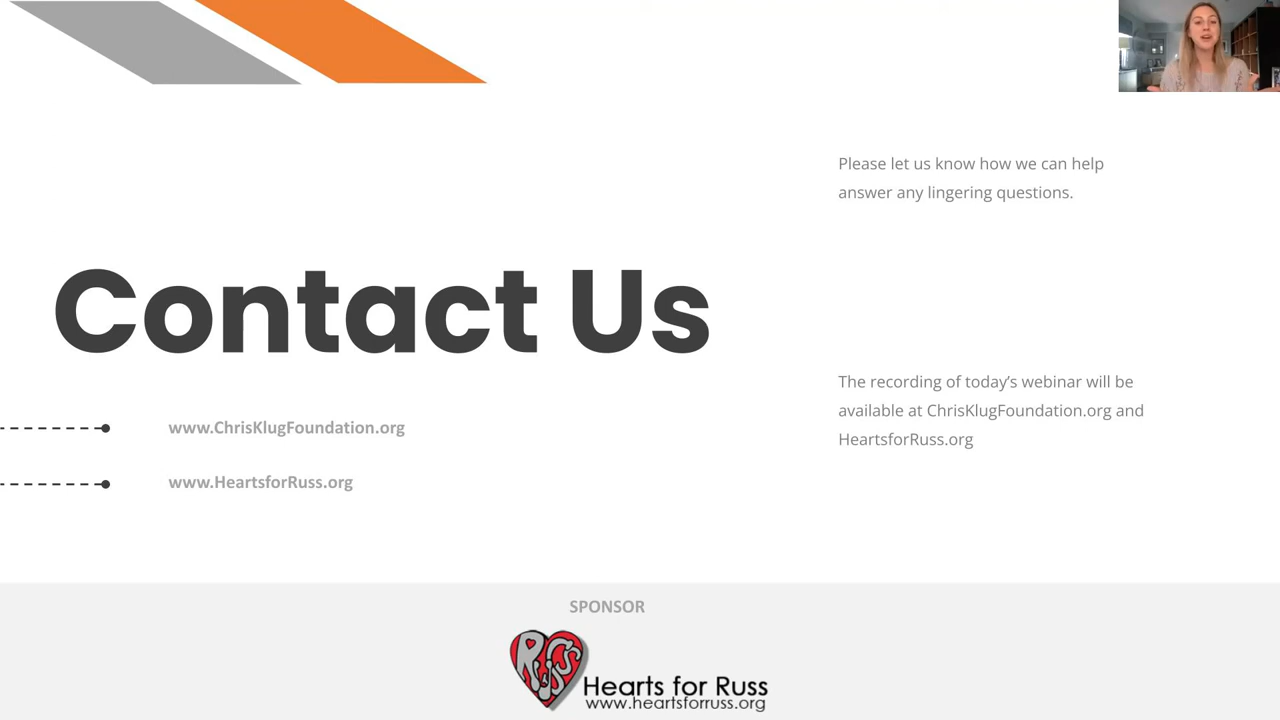 Please let us know how we can help
answer any lingering questions.
Contact Us
The recording of today's webinar will be
available at ChrisKlugFoundation.org and
HeartsforRuss.org
www.ChrisKlugFoundation.org
www.HeartsforRuss.org
SPONSOR
Russ
Hearts for Russ
www.heartsforruss.org